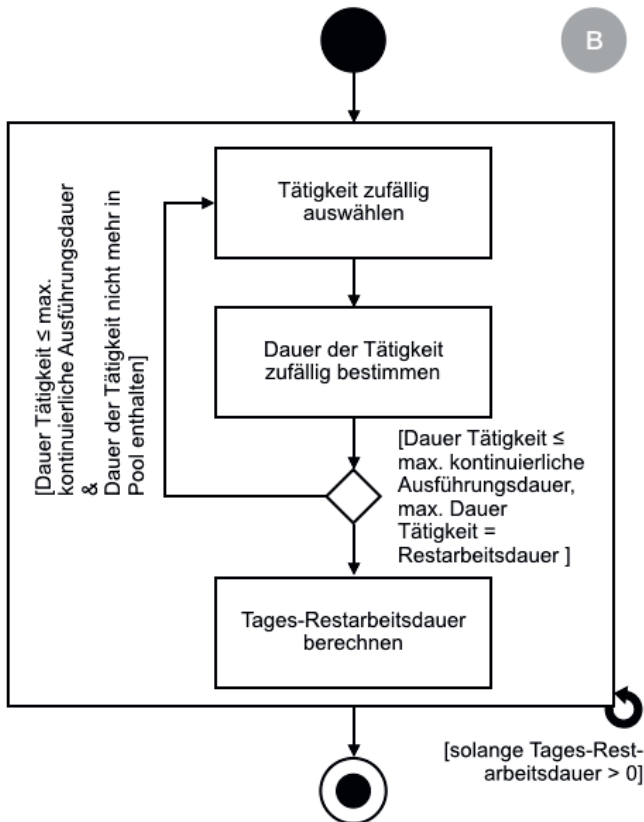 B
Tätigkeit zufällig
auswählen
[Dauer Tätigkeit ≤ max.
kontinuierliche Ausführungsdauer
&
Dauer der Tätigkeit nicht mehr in
Pool enthalten]
Dauer der Tätigkeit
zufällig bestimmen
[Dauer Tätigkeit ≤
max. kontinuierliche
Ausführungsdauer,
max. Dauer
Tätigkeit =
Restarbeitsdauer ]
Tages-Restarbeitsdauer
berechnen
[solange Tages-Rest-
arbeitsdauer > 0]